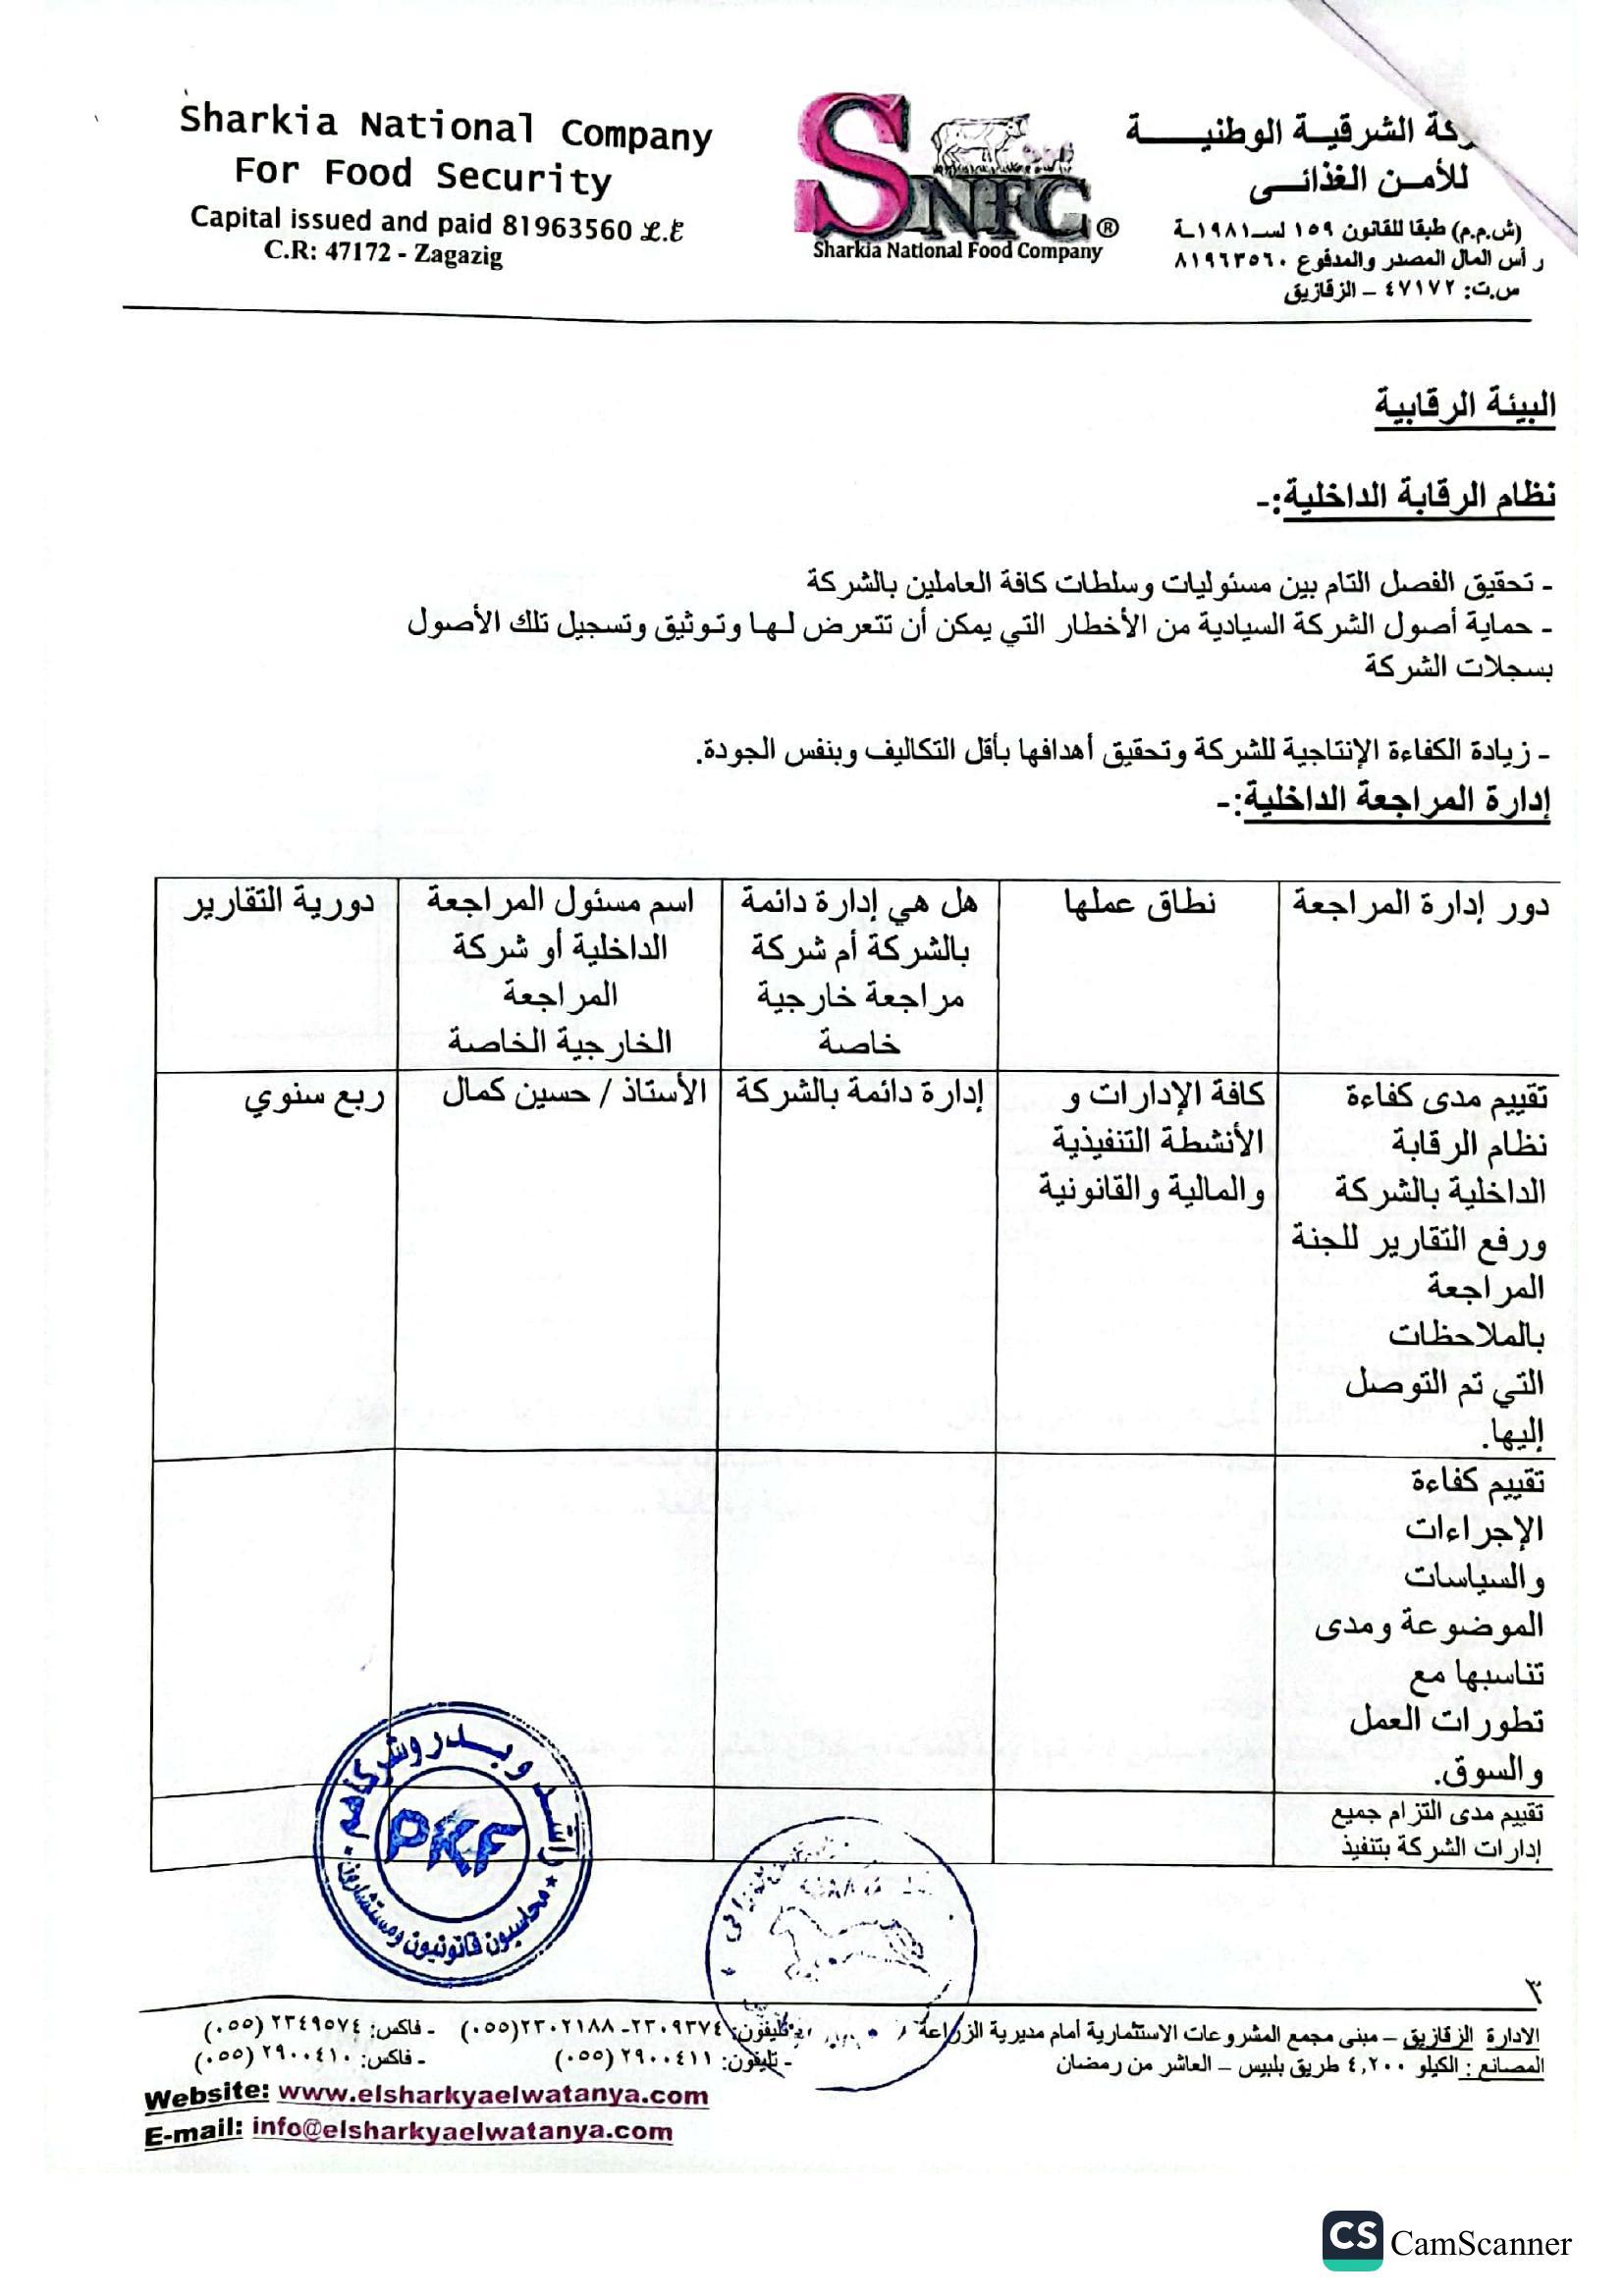 Sharkia National Company
For Food Security
Capital issued and paid 81963560 L.E
C.R: 47172 - Zagazig
SNFC®
Sharkia National Food Company
الشرقية الوطنية
للأمن الغذائى
(ش.م.م) طبقا للقانون ١٥٩ لسـ١٩٨١ـة
رأس المال المصدر والمدفوع ٨١٩٦٣٥٦٠
س.ت: ٤٧١٧٢ – الزقازيق
البيئة الرقابية
نظام الرقابة الداخلية:-
- تحقيق الفصل التام بين مسئوليات وسلطات كافة العاملين بالشركة
- حماية أصول الشركة السيادية من الأخطار التي يمكن أن تتعرض لها وتوثيق وتسجيل تلك الأصول
بسجلات الشركة
- زيادة الكفاءة الإنتاجية للشركة وتحقيق أهدافها بأقل التكاليف وبنفس الجودة.
إدارة المراجعة الداخلية:-
دور إدارة المراجعة
نطاق عملها
هل هي إدارة دائمة
بالشركة أم شركة
مراجعة خارجية
خاصة
اسم مسئول المراجعة
الداخلية أو شركة
المراجعة
الخارجية الخاصة
دورية التقارير
تقييم مدى كفاءة
نظام الرقابة
الداخلية بالشركة
ورفع التقارير للجنة
المراجعة
بالملاحظات
التي تم التوصل
إليها.
كافة الإدارات و
الأنشطة التنفيذية
والمالية والقانونية
إدارة دائمة بالشركة
الأستاذ / حسين كمال
ربع سنوي
تقييم كفاءة
الإجراءات
والسياسات
الموضوعة ومدى
تناسبها مع
تطورات العمل
والسوق.
تقييم مدى التزام جميع
إدارات الشركة بتنفيذ
راشد وبدر وشركاهم
PKF
محاسبون قانونيون ومستشارون
٣
الادارة الزقازيق – مبنى مجمع المشروعات الاستثمارية أمام مديرية الزراعة تليفون: ٢٣٠٩٣٧٤- ٢٣٠٢١٨٨(٠٥٥) - فاكس: ٢٣٤٩٥٧٤ (٠٥٥)
المصانع : الكيلو ٤,٢٠٠ طريق بلبيس – العاشر من رمضان - تليفون: ٢٩٠٠٤١١ (٠٥٥) - فاكس: ٢٩٠٠٤١٠ (٠٥٥)
Website: www.elsharkyaelwatanya.com
E-mail: info@elsharkyaelwatanya.com
CS CamScanner